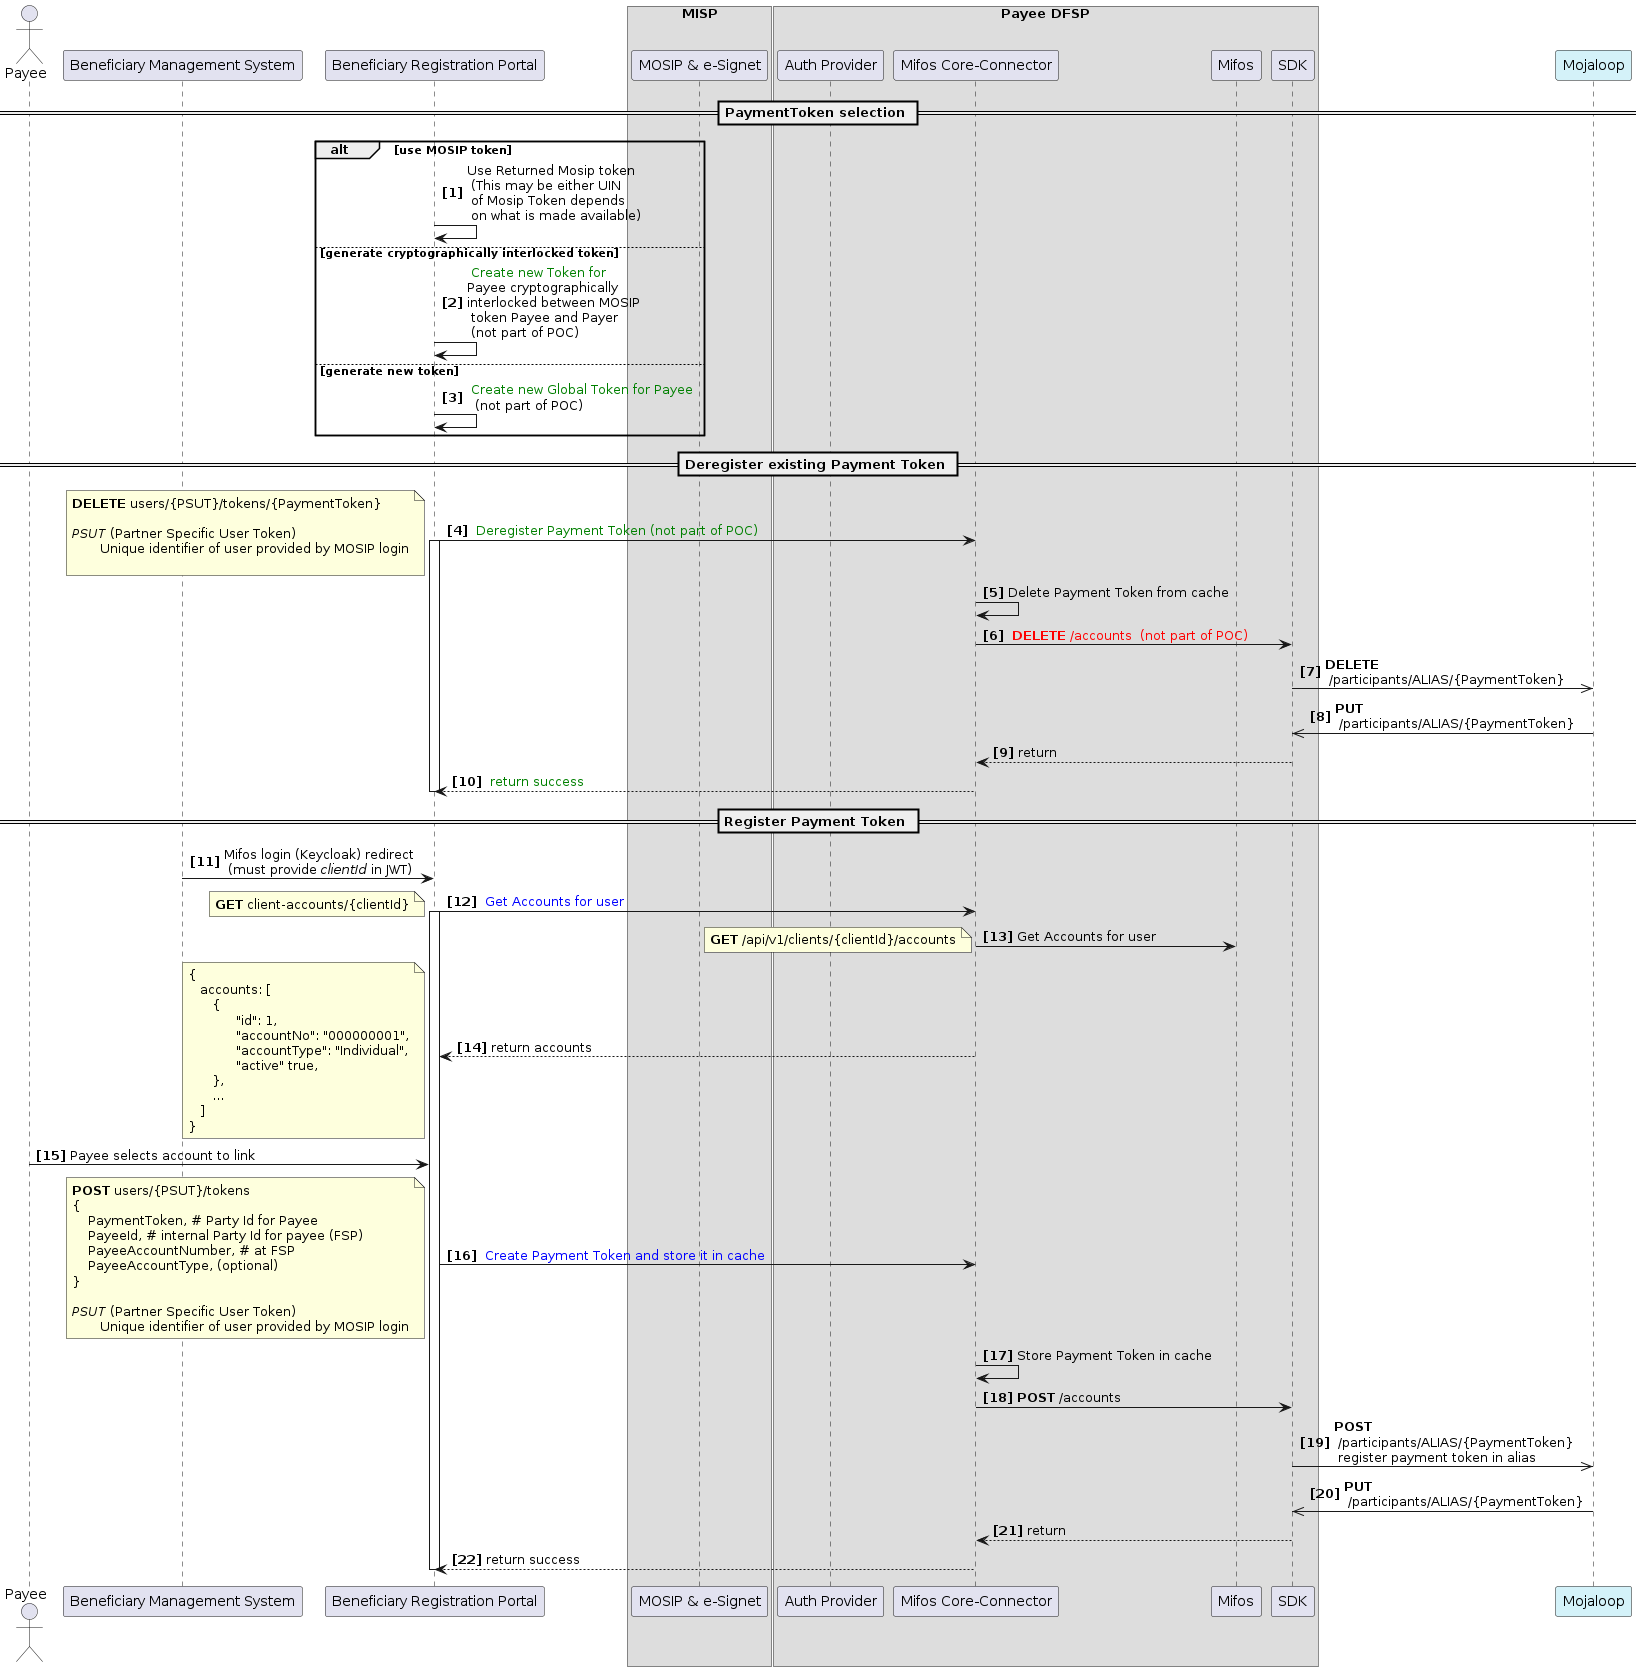 MISP
Payee DFSP
Payee
Beneficiary Management System
Beneficiary Registration Portal
MOSIP & e-Signet
Auth Provider
Mifos Core-Connector
Mifos
SDK
Mojaloop
PaymentToken selection
alt
[use MOSIP token]
[1]
Use Returned Mosip token
(This may be either UIN
of Mosip Token depends
on what is made available)
[generate cryptographically interlocked token]
[2]
Create new Token for
Payee cryptographically
interlocked between MOSIP
token Payee and Payer
(not part of POC)
[generate new token]
[3]
Create new Global Token for Payee
(not part of POC)
Deregister existing Payment Token
DELETE users/{PSUT}/tokens/{PaymentToken}
PSUT (Partner Specific User Token)
Unique identifier of user provided by MOSIP login
[4] Deregister Payment Token (not part of POC)
[5] Delete Payment Token from cache
[6] DELETE /accounts (not part of POC)
[7] DELETE
/participants/ALIAS/{PaymentToken}
[8] PUT
/participants/ALIAS/{PaymentToken}
[9] return
[10] return success
Register Payment Token
[11] Mifos login (Keycloak) redirect
(must provide clientId in JWT)
GET client-accounts/{clientId}
[12] Get Accounts for user
GET /api/v1/clients/{clientId}/accounts
[13] Get Accounts for user
{
accounts: [
{
"id": 1,
"accountNo": "000000001",
"accountType": "Individual",
"active" true,
},
...
]
}
[14] return accounts
[15] Payee selects account to link
POST users/{PSUT}/tokens
{
PaymentToken, # Party Id for Payee
PayeeId, # internal Party Id for payee (FSP)
PayeeAccountNumber, # at FSP
PayeeAccountType, (optional)
}
PSUT (Partner Specific User Token)
Unique identifier of user provided by MOSIP login
[16] Create Payment Token and store it in cache
[17] Store Payment Token in cache
[18] POST /accounts
[19] POST
/participants/ALIAS/{PaymentToken}
register payment token in alias
[20] PUT
/participants/ALIAS/{PaymentToken}
[21] return
[22] return success
Payee
Beneficiary Management System
Beneficiary Registration Portal
MOSIP & e-Signet
Auth Provider
Mifos Core-Connector
Mifos
SDK
Mojaloop